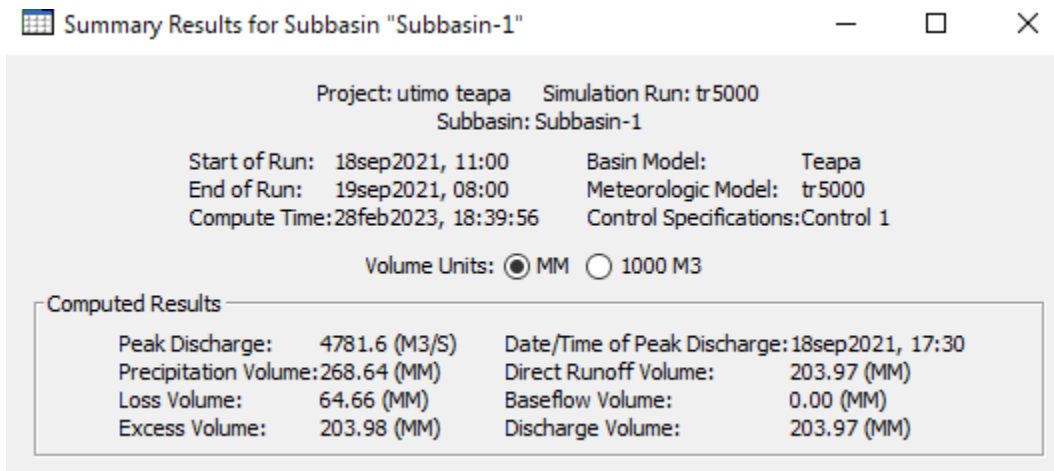 Summary Results for Subbasin "Subbasin-1"
Project: utimo teapa Simulation Run: tr5000
Subbasin: Subbasin-1
Start of Run: 18sep2021, 11:00 Basin Model: Teapa
End of Run: 19sep2021, 08:00 Meteorologic Model: tr5000
Compute Time:28feb2023, 18:39:56 Control Specifications:Control 1
Volume Units: MM 1000 M3
Computed Results
Peak Discharge: 4781.6 (M3/S) Date/Time of Peak Discharge:18sep2021, 17:30
Precipitation Volume:268.64 (MM) Direct Runoff Volume: 203.97 (MM)
Loss Volume: 64.66 (MM) Baseflow Volume: 0.00 (MM)
Excess Volume: 203.98 (MM) Discharge Volume: 203.97 (MM)